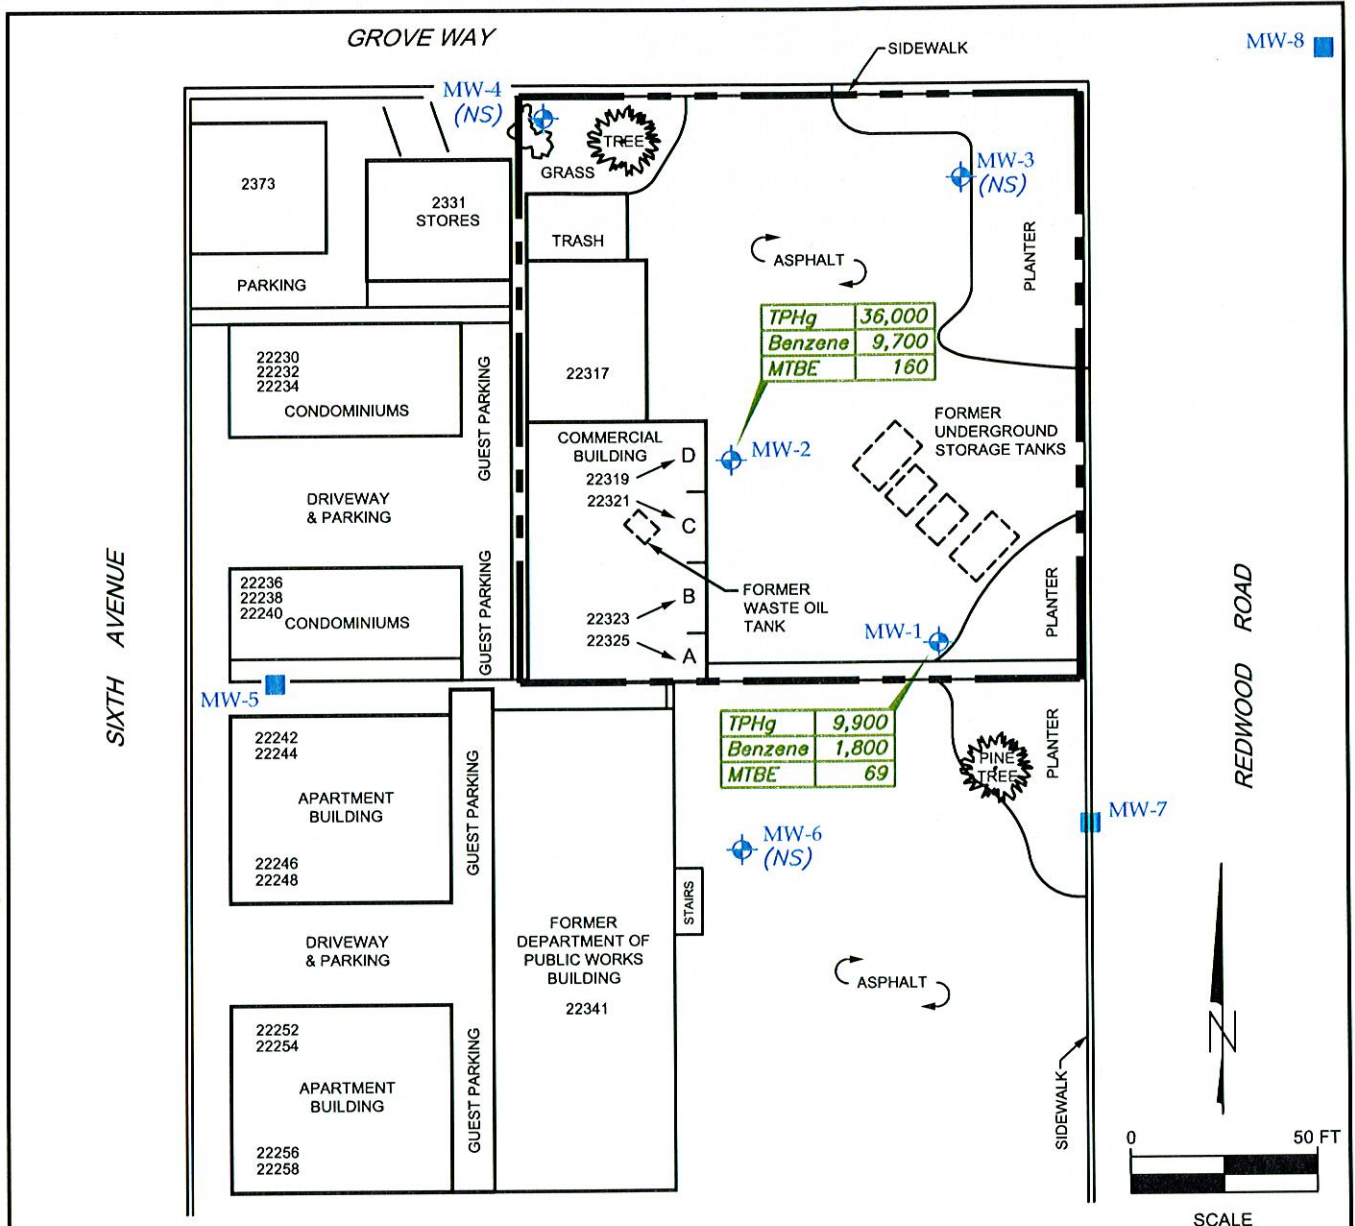 GROVE WAY
SIDEWALK
MW-8
MW-4
(NS)
TREE
GRASS
MW-3
(NS)
2373
2331
STORES
TRASH
ASPHALT
PLANTER
PARKING
TPHg 36,000
Benzene 9,700
MTBE 160
22230
22232
22234
CONDOMINIUMS
GUEST PARKING
22317
FORMER
UNDERGROUND
STORAGE TANKS
COMMERCIAL
BUILDING
D
22319
22321
C
MW-2
DRIVEWAY
& PARKING
SIXTH AVENUE
22236
22238
22240
CONDOMINIUMS
GUEST PARKING
B
22323
22325
A
FORMER
WASTE OIL
TANK
MW-1
PLANTER
REDWOOD ROAD
MW-5
TPHg 9,900
Benzene 1,800
MTBE 69
PINE
TREE
PLANTER
22242
22244
APARTMENT
BUILDING
22246
22248
GUEST PARKING
MW-7
MW-6
(NS)
STAIRS
DRIVEWAY
& PARKING
FORMER
DEPARTMENT OF
PUBLIC WORKS
BUILDING
22341
ASPHALT
N
22252
22254
APARTMENT
BUILDING
22256
22258
GUEST PARKING
SIDEWALK
0 50 FT
SCALE